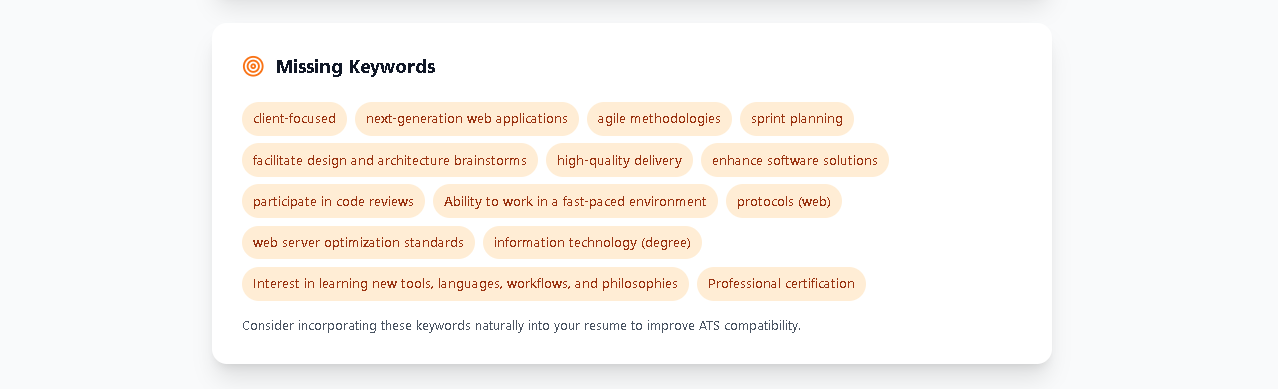 Missing Keywords
client-focused next-generation web applications agile methodologies sprint planning
facilitate design and architecture brainstorms high-quality delivery enhance software solutions
participate in code reviews Ability to work in a fast-paced environment protocols (web)
web server optimization standards information technology (degree)
Interest in learning new tools, languages, workflows, and philosophies Professional certification
Consider incorporating these keywords naturally into your resume to improve ATS compatibility.